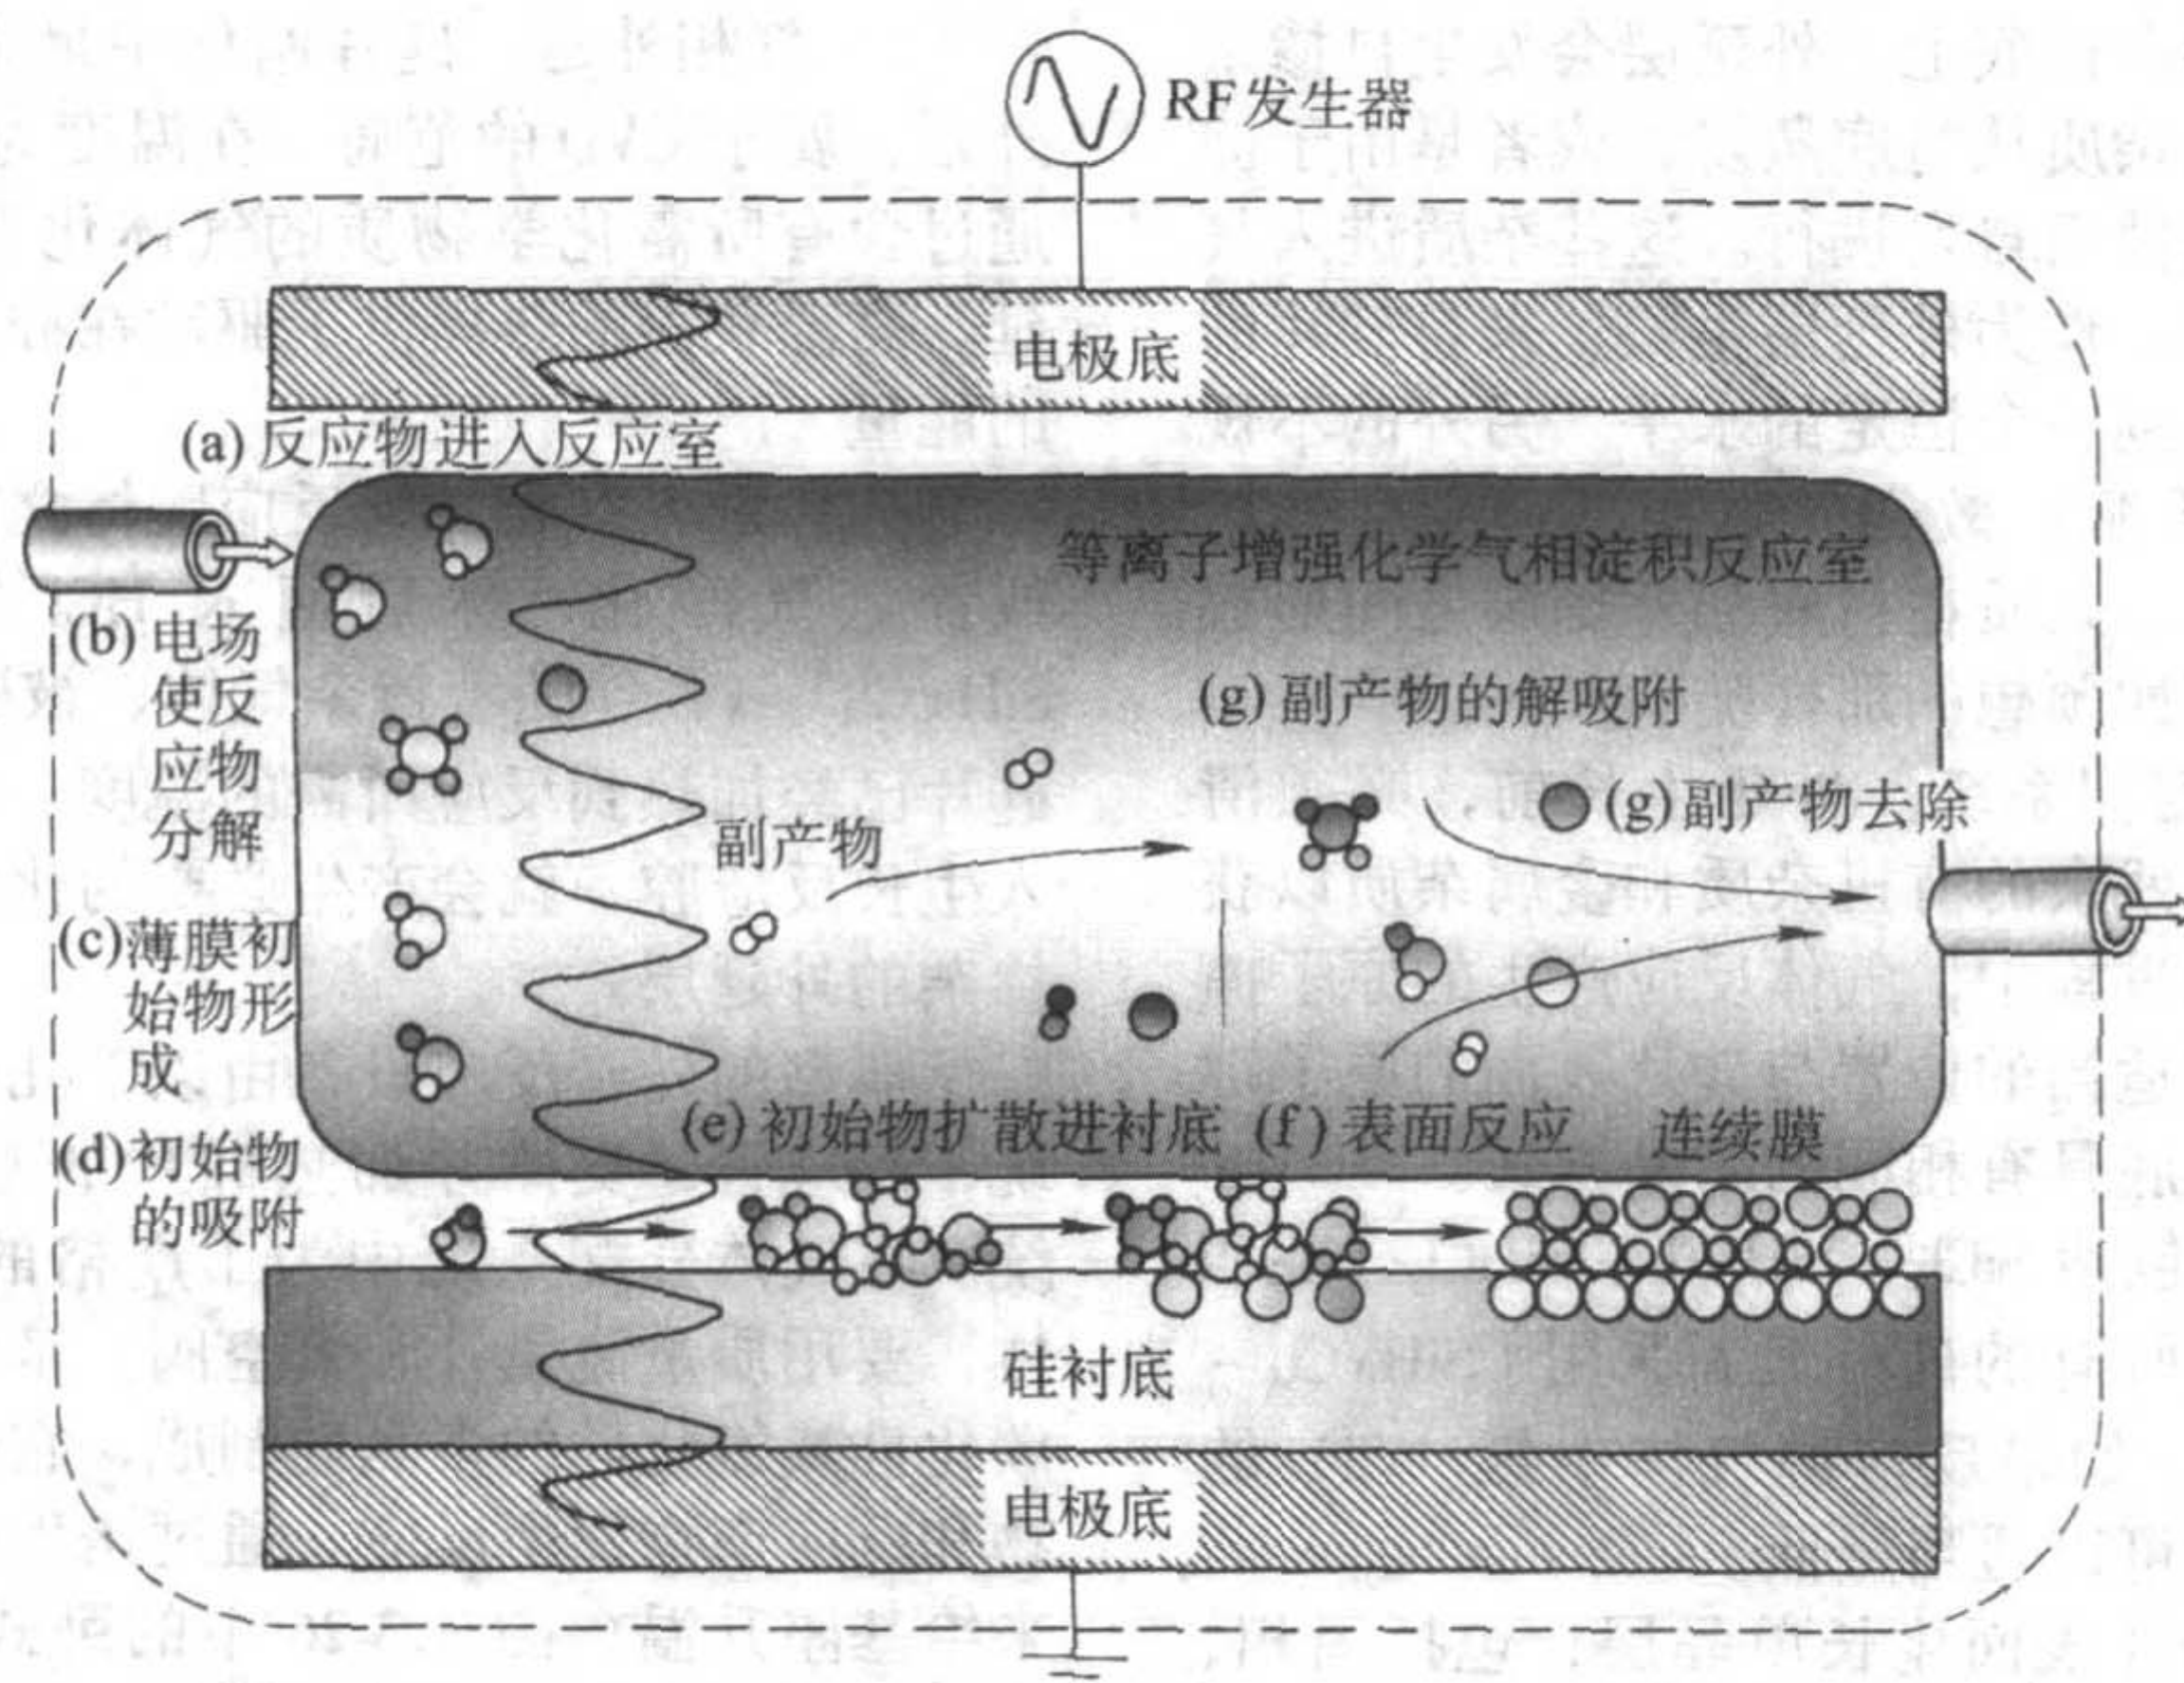 RF发生器
电极底
(a) 反应物进入反应室
等离子增强化学气相淀积反应室
(b) 电场
使反
应物
分解
(g) 副产物的解吸附
(g) 副产物去除
副产物
(c) 薄膜初
始物形
成
(d) 初始物
的吸附
(e) 初始物扩散进衬底
(f) 表面反应
连续膜
硅衬底
电极底